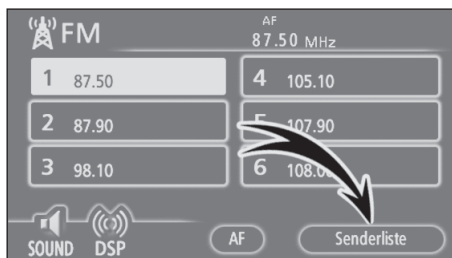 FM
AF
87.50 MHz
1 87.50
4 105.10
2 87.90
5 107.90
3 98.10
6
SOUND DSP
AF
Senderliste